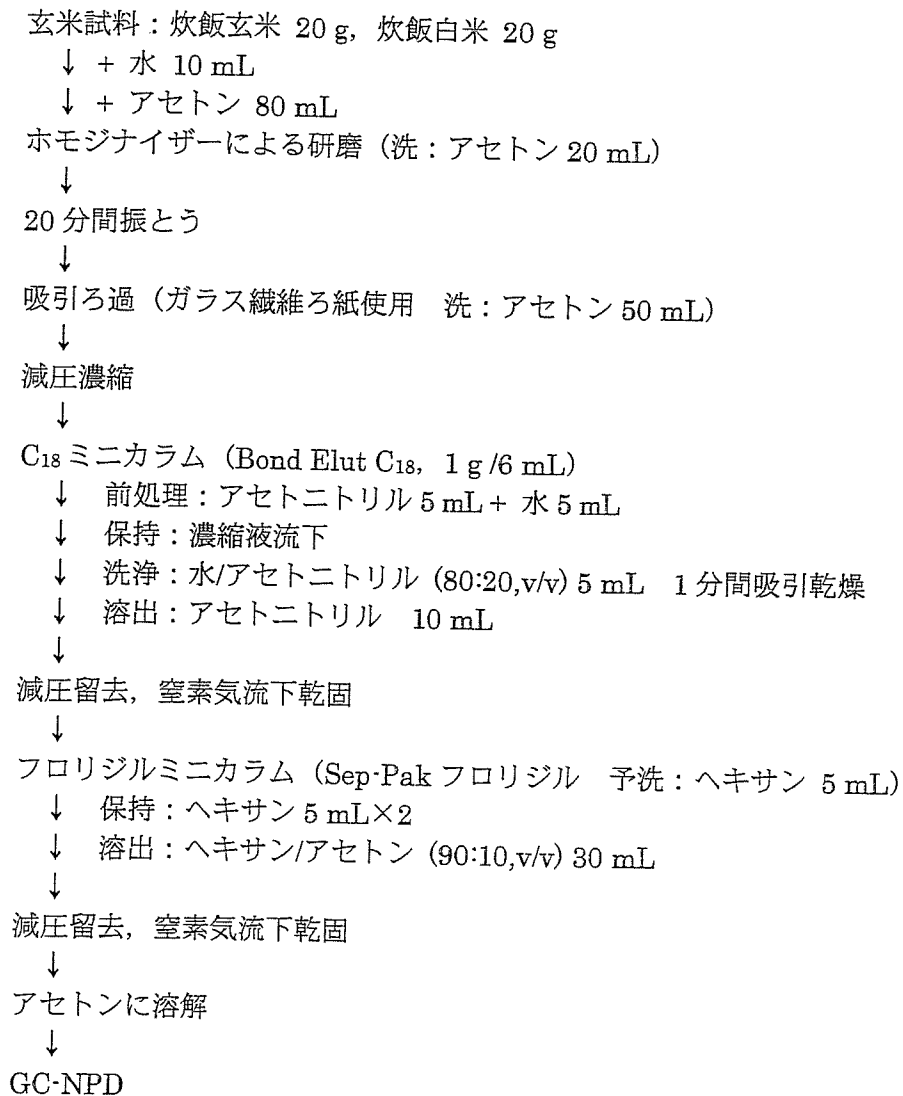 玄米試料：炊飯玄米 20 g，炊飯白米 20 g
↓ + 水 10 mL
↓ + アセトン 80 mL
ホモジナイザーによる研磨（洗：アセトン 20 mL）
↓
20 分間振とう
↓
吸引ろ過（ガラス繊維ろ紙使用　洗：アセトン 50 mL）
↓
減圧濃縮
↓
C₁₈ミニカラム（Bond Elut C₁₈，1 g /6 mL）
↓ 前処理：アセトニトリル 5 mL + 水 5 mL
↓ 保持：濃縮液流下
↓ 洗浄：水/アセトニトリル (80:20,v/v) 5 mL　1 分間吸引乾燥
↓ 溶出：アセトニトリル　10 mL
↓
減圧留去，窒素気流下乾固
↓
フロリジルミニカラム（Sep-Pak フロリジル　予洗：ヘキサン 5 mL）
↓ 保持：ヘキサン 5 mL×2
↓ 溶出：ヘキサン/アセトン (90:10,v/v) 30 mL
↓
減圧留去，窒素気流下乾固
↓
アセトンに溶解
↓
GC-NPD